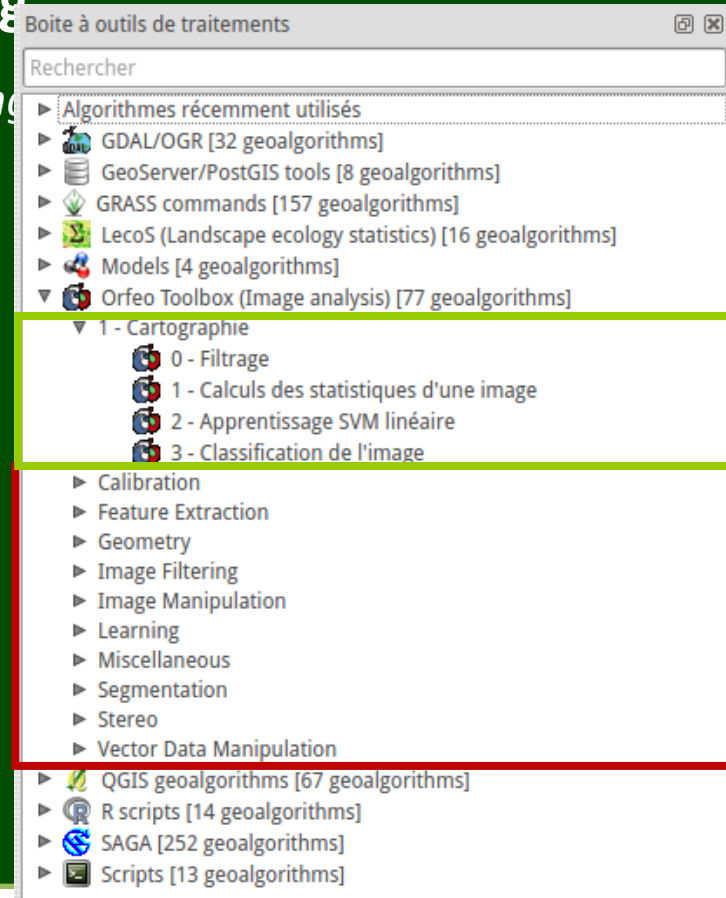 Boite à outils de traitements
Rechercher
Algorithmes récemment utilisés
GDAL/OGR [32 geoalgorithms]
GeoServer/PostGIS tools [8 geoalgorithms]
GRASS commands [157 geoalgorithms]
LecoS (Landscape ecology statistics) [16 geoalgorithms]
Models [4 geoalgorithms]
Orfeo Toolbox (Image analysis) [77 geoalgorithms]
1 - Cartographie
0 - Filtrage
1 - Calculs des statistiques d'une image
2 - Apprentissage SVM linéaire
3 - Classification de l'image
Calibration
Feature Extraction
Geometry
Image Filtering
Image Manipulation
Learning
Miscellaneous
Segmentation
Stereo
Vector Data Manipulation
QGIS geoalgorithms [67 geoalgorithms]
R scripts [14 geoalgorithms]
SAGA [252 geoalgorithms]
Scripts [13 geoalgorithms]